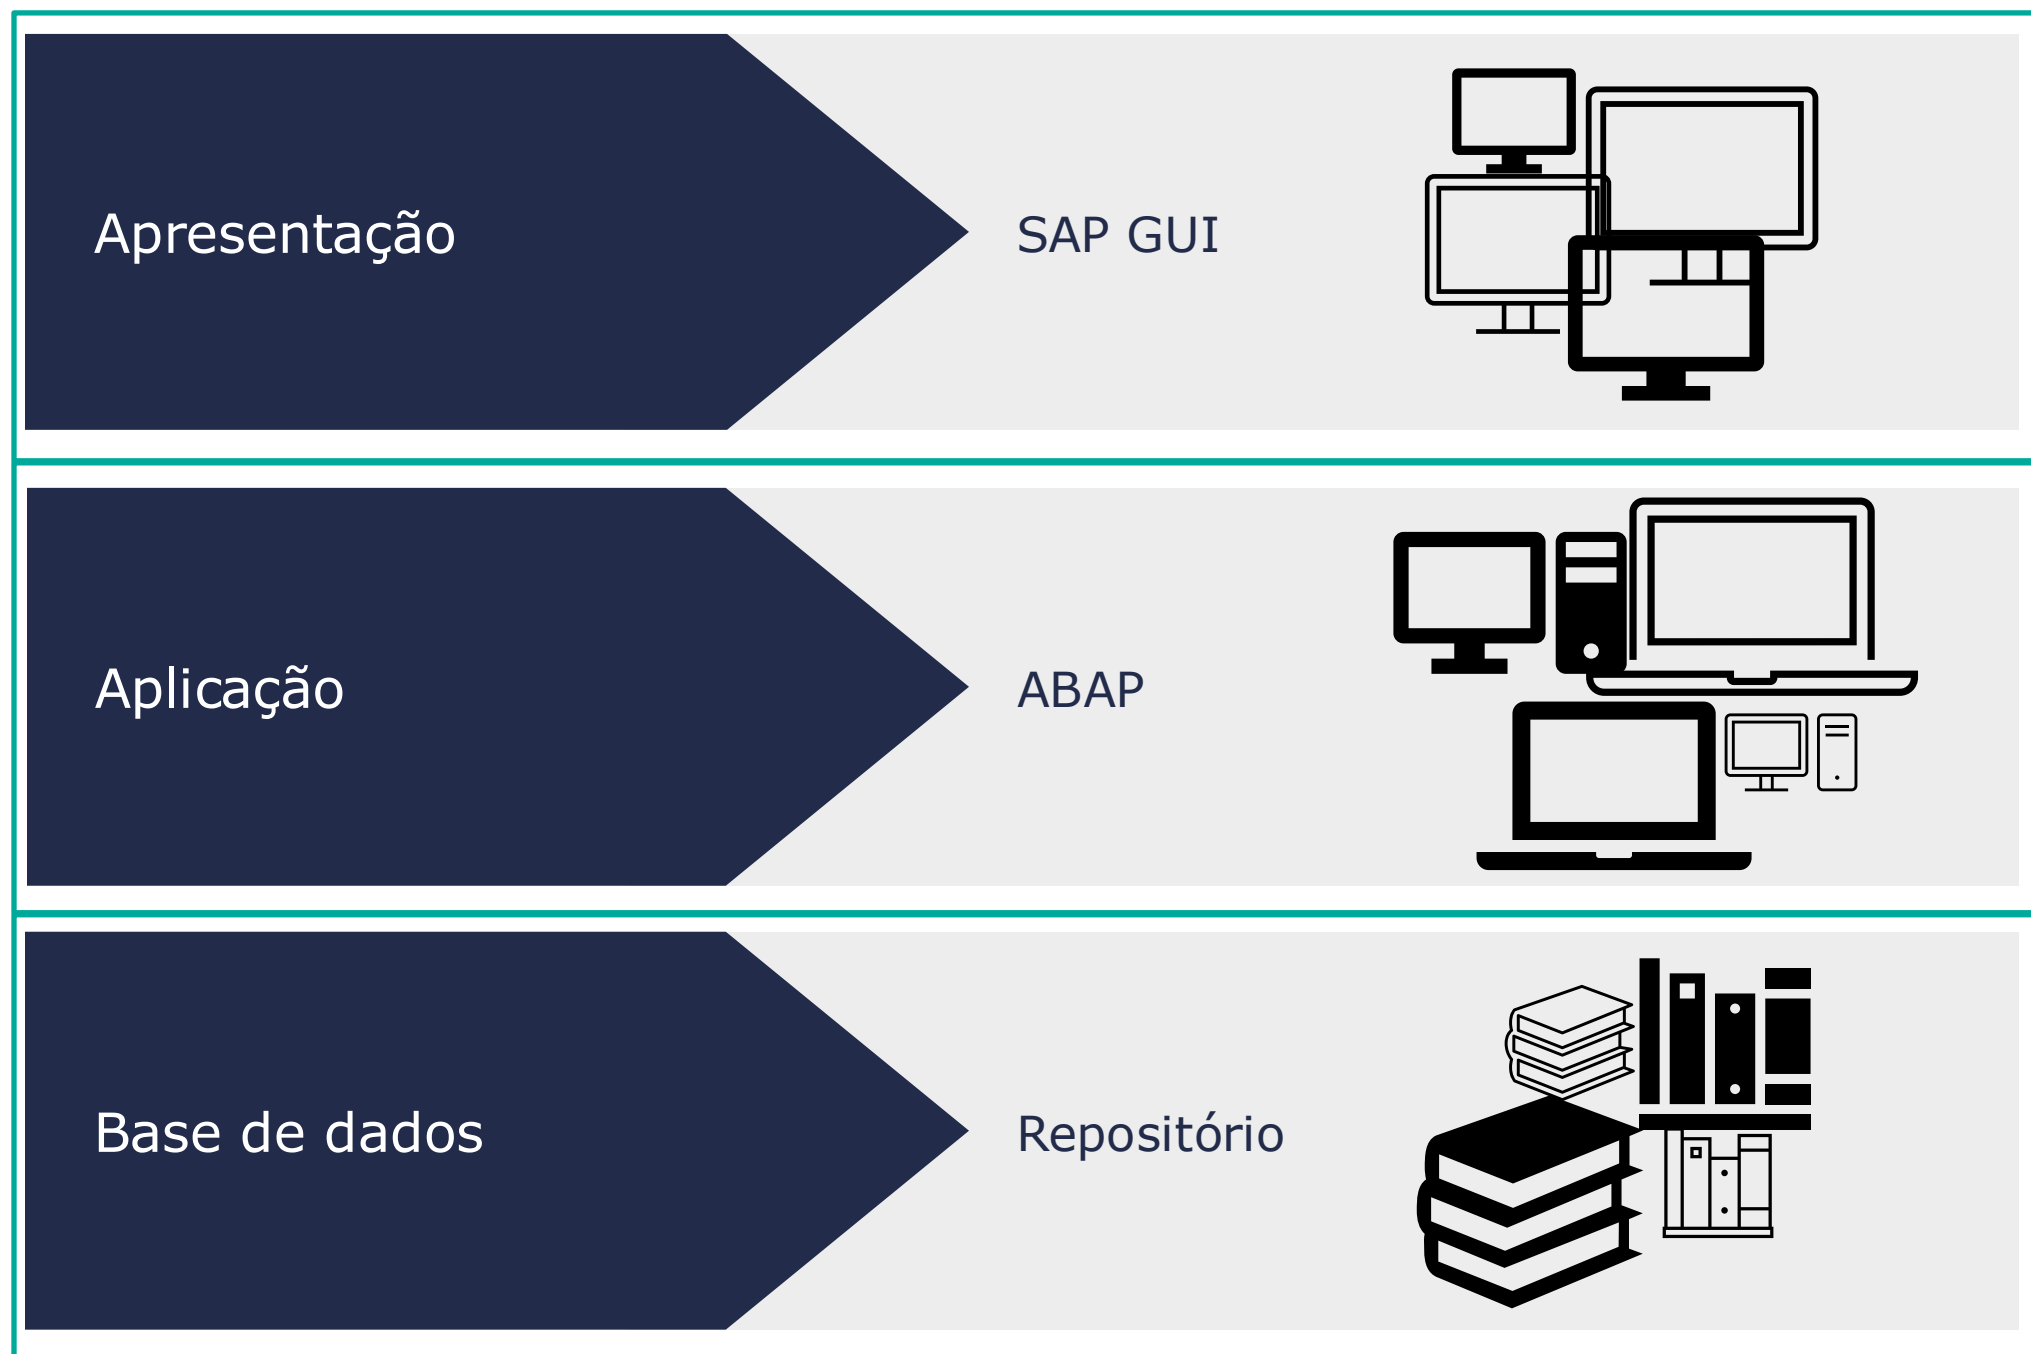 Apresentação
SAP GUI
Aplicação
ABAP
Base de dados
Repositório